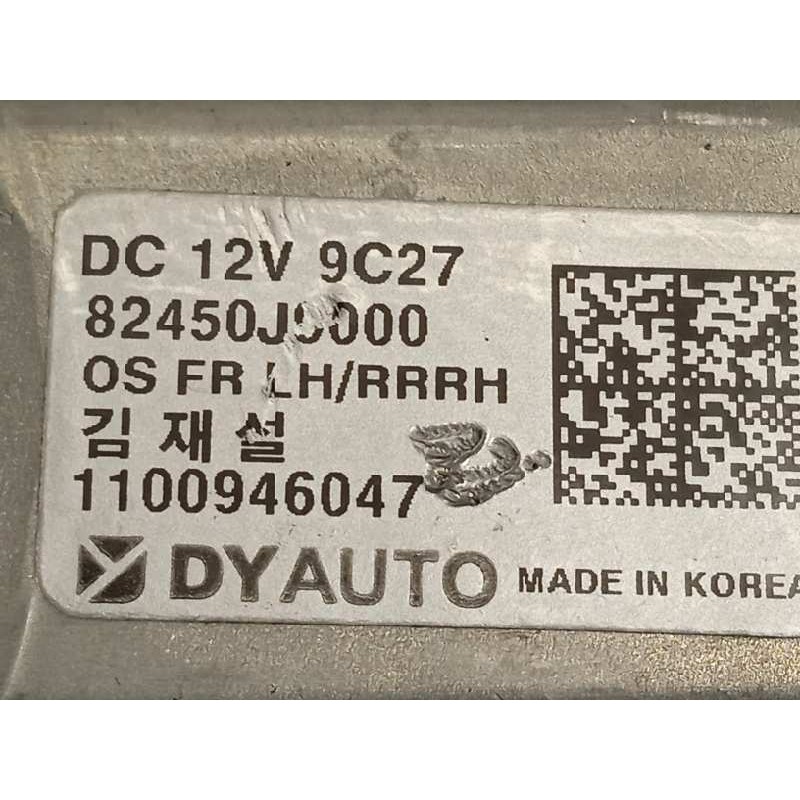 DC 12V 9C27
82450J9000
OS FR LH/RRRH
김재설
1100946047
DYAUTO MADE IN KOREA